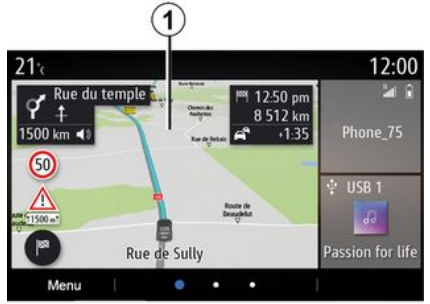 1
21°c
12:00
Rue du temple
1500 km
12:50 pm
8 512 km
+1:35
Chemin des
Rochettes
Rue de Rebais
50
1500 m
Route de
Beaudelut
Rue de Sully
Phone_75
USB 1
Passion for life
Menu